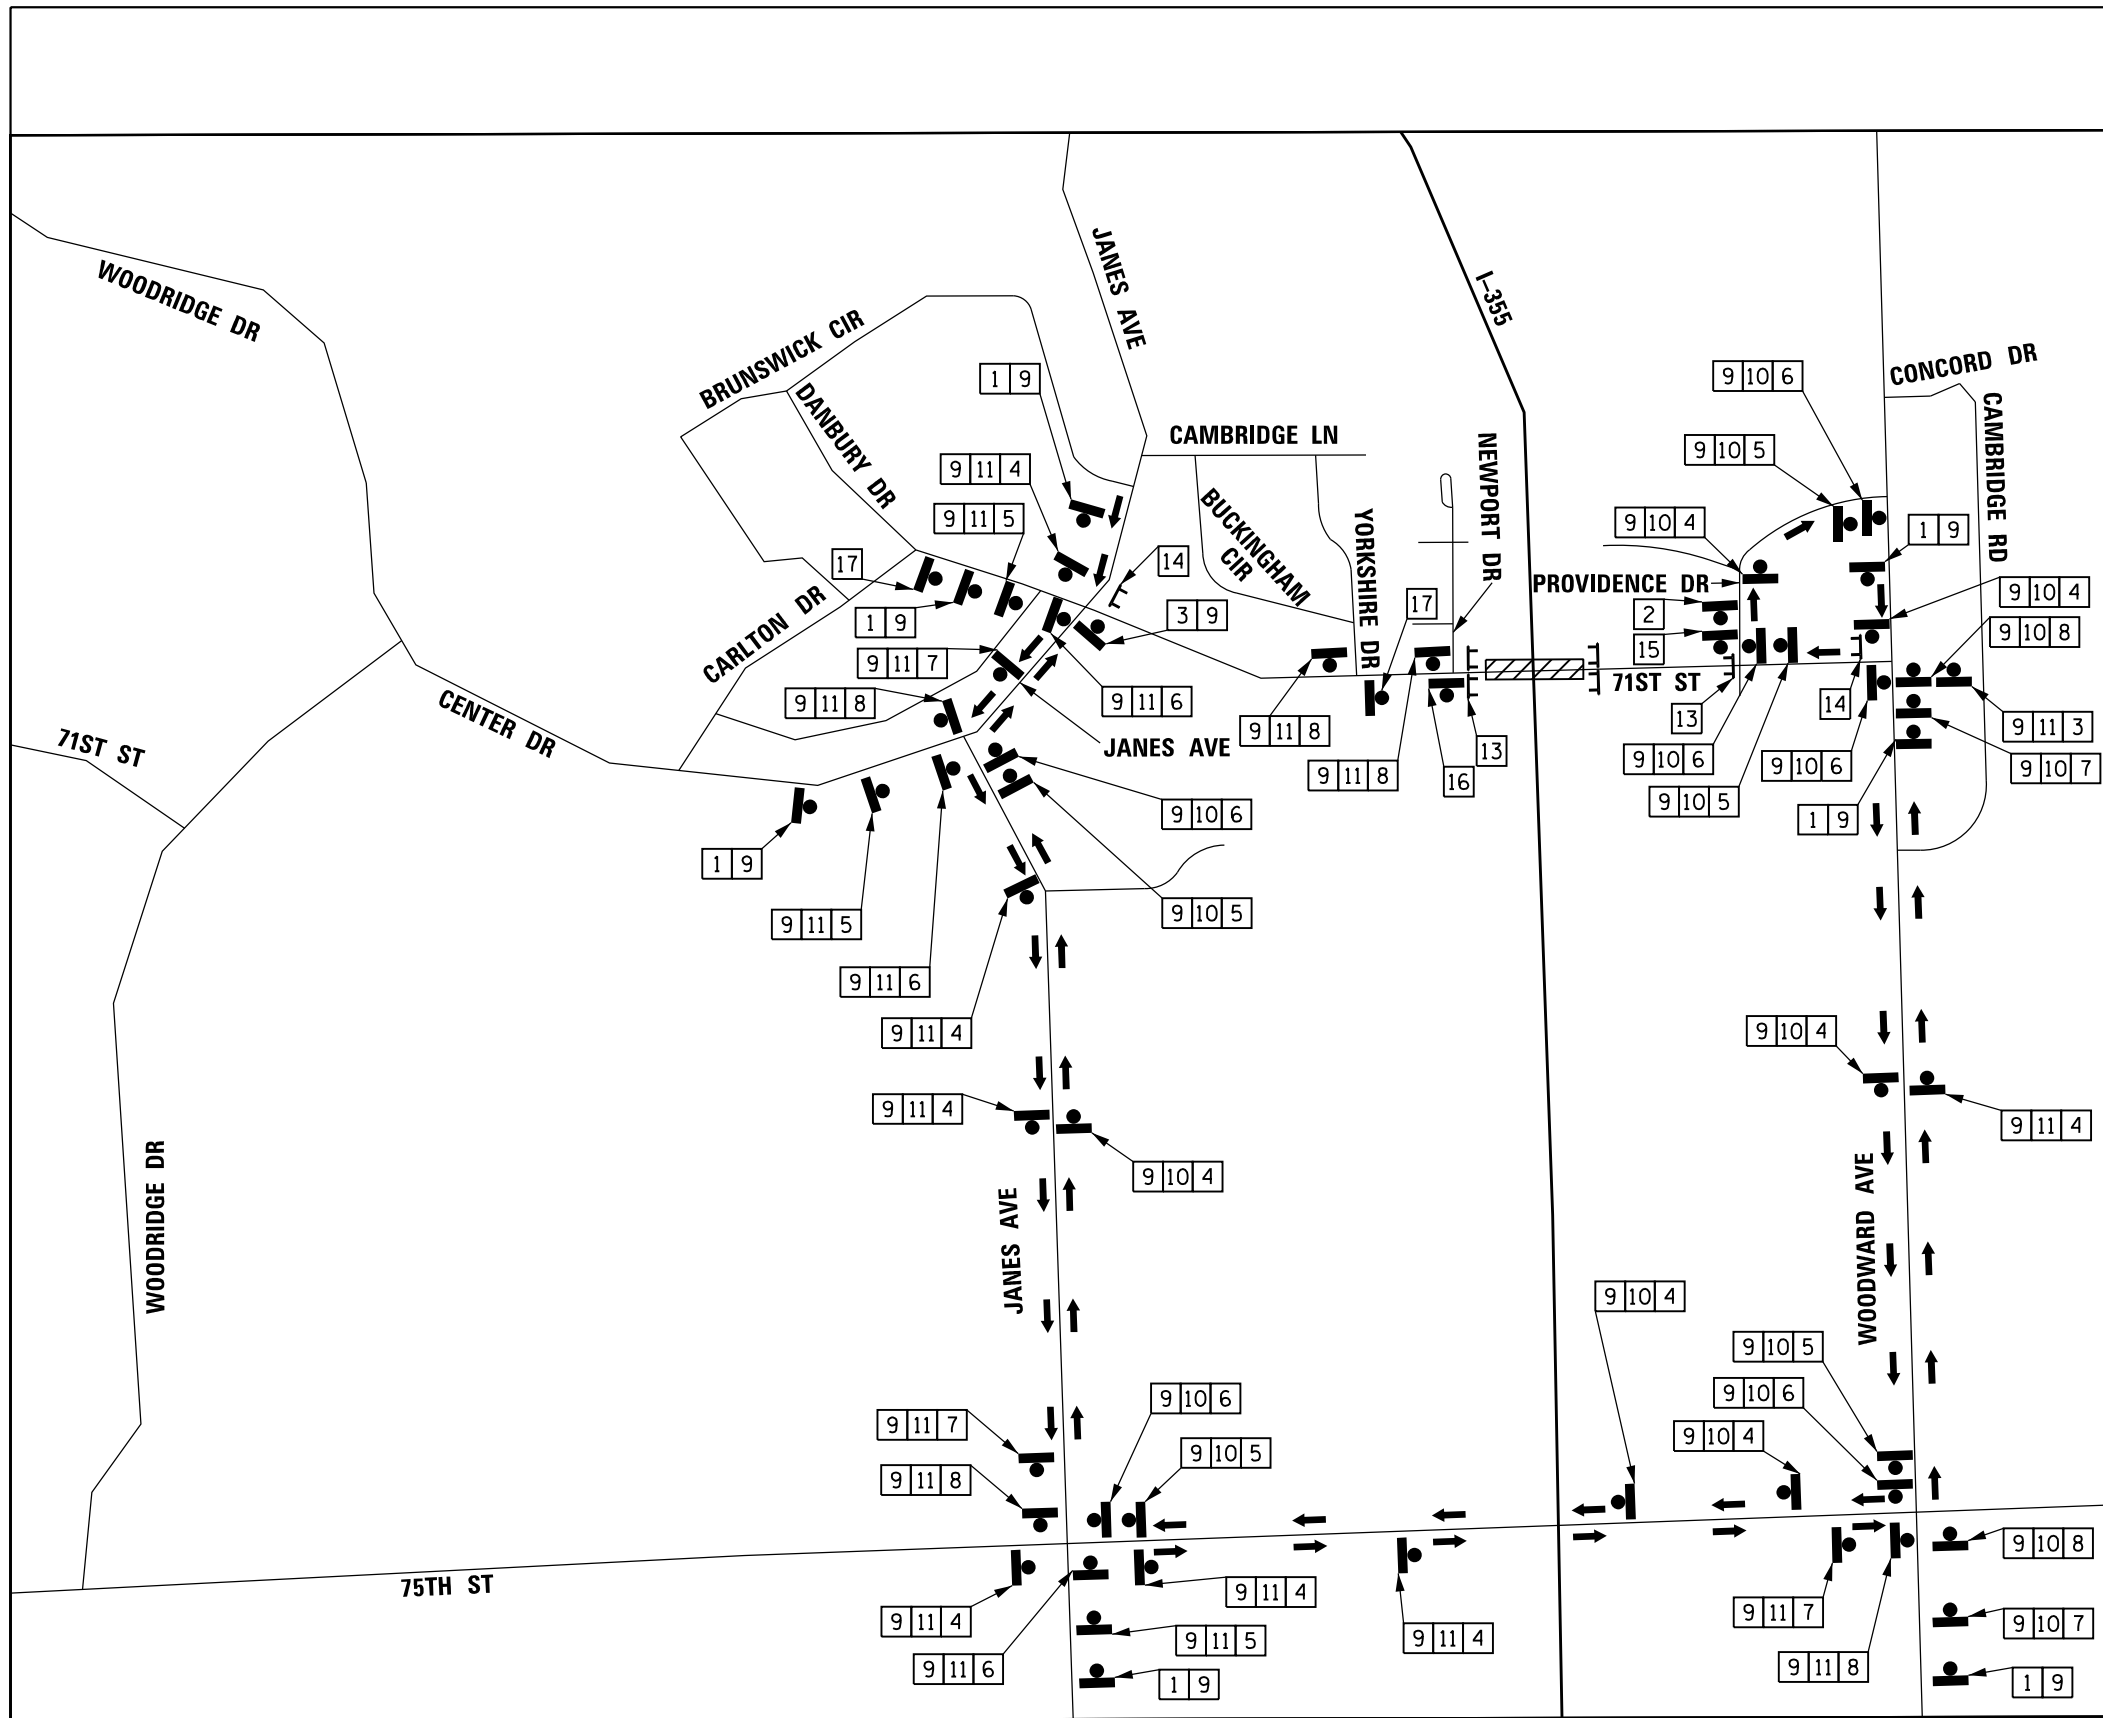 WOODRIDGE DR
JANES AVE
I-355
BRUNSWICK CIR
DANBURY DR
1 9
9 10 6
CONCORD DR
CAMBRIDGE LN
NEWPORT DR
CAMBRIDGE RD
9 11 4
9 10 5
9 11 5
BUCKINGHAM
CIR
YORKSHIRE DR
9 10 4
1 9
17
14
PROVIDENCE DR
CARLTON DR
1 9
3 9
17
2
9 10 4
9 11 7
15
9 10 8
9 11 8
9 11 6
71ST ST
CENTER DR
71ST ST
JANES AVE
9 11 8
13
14
9 11 3
9 11 8
16
13
9 10 6
9 10 6
9 10 7
9 10 6
9 10 5
1 9
1 9
9 11 5
9 10 5
9 11 6
9 11 4
9 10 4
9 11 4
9 11 4
9 10 4
WOODRIDGE DR
JANES AVE
WOODWARD AVE
9 10 4
9 10 5
9 10 6
9 10 6
9 11 7
9 10 5
9 10 4
9 11 8
75TH ST
9 10 8
9 11 4
9 11 4
9 11 7
9 10 7
9 11 5
9 11 4
9 11 6
9 11 8
1 9
1 9